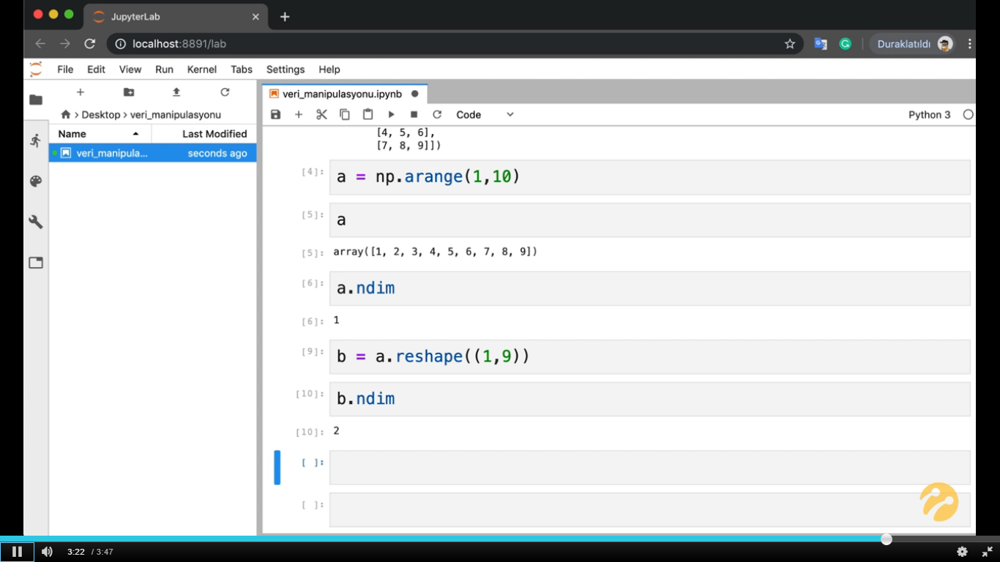 JupyterLab
localhost:8891/lab
Duraklatıldı
File Edit View Run Kernel Tabs Settings Help
veri_manipulasyonu.ipynb
Desktop > veri_manipulasyonu
Code
Python 3
Name Last Modified
veri_manipula... seconds ago
[4, 5, 6],
[7, 8, 9]])
[4]: a = np.arange(1,10)
[5]: a
[5]: array([1, 2, 3, 4, 5, 6, 7, 8, 9])
[6]: a.ndim
[6]: 1
[9]: b = a.reshape((1,9))
[10]: b.ndim
[10]: 2
[ ]:
[ ]:
3:22 / 3:47